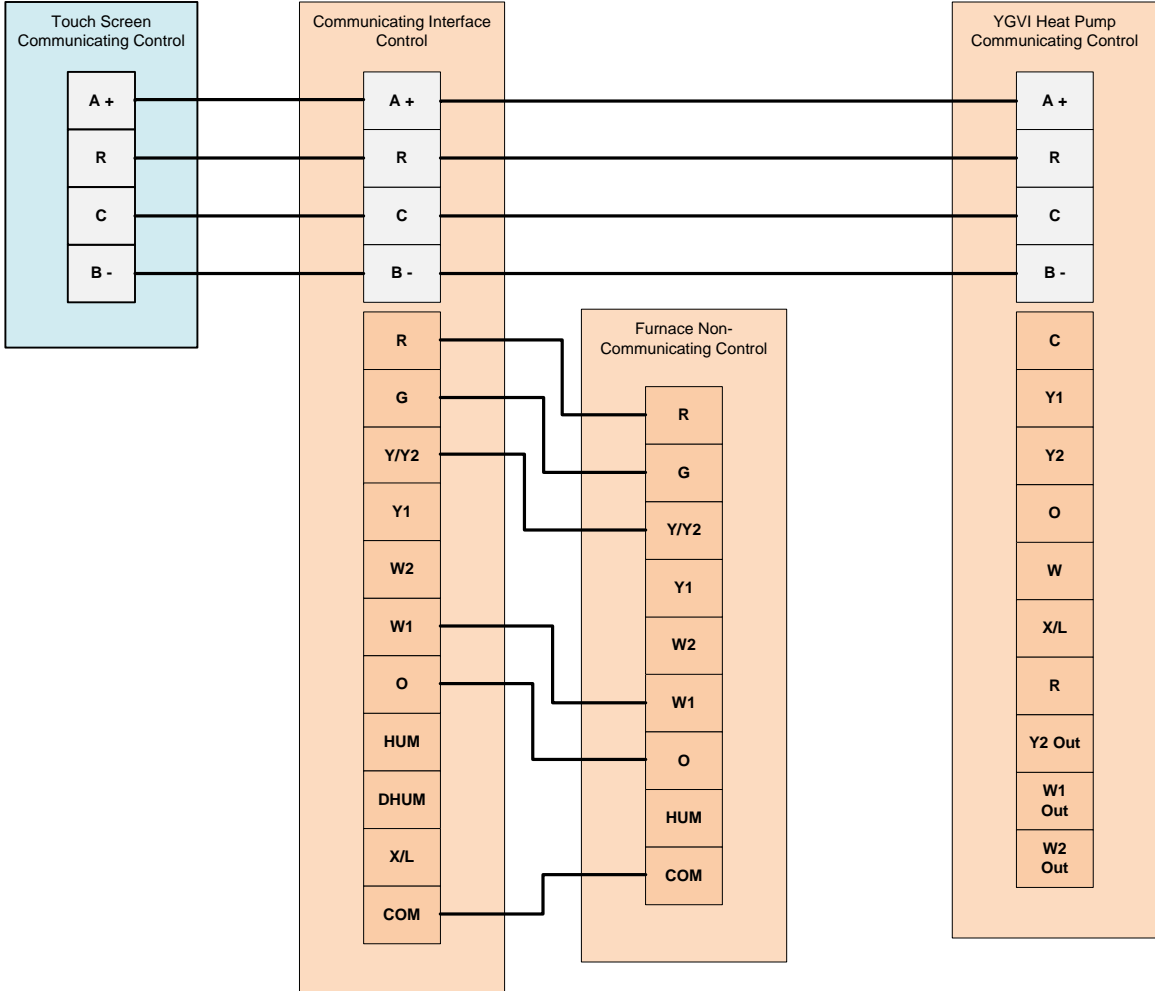 Touch Screen
Communicating Control
A +
R
C
B -
Communicating Interface
Control
A +
R
C
B -
R
G
Y/Y2
Y1
W2
W1
O
HUM
DHUM
X/L
COM
Furnace Non-
Communicating Control
R
G
Y/Y2
Y1
W2
W1
O
HUM
COM
YGVI Heat Pump
Communicating Control
A +
R
C
B -
C
Y1
Y2
O
W
X/L
R
Y2 Out
W1
Out
W2
Out